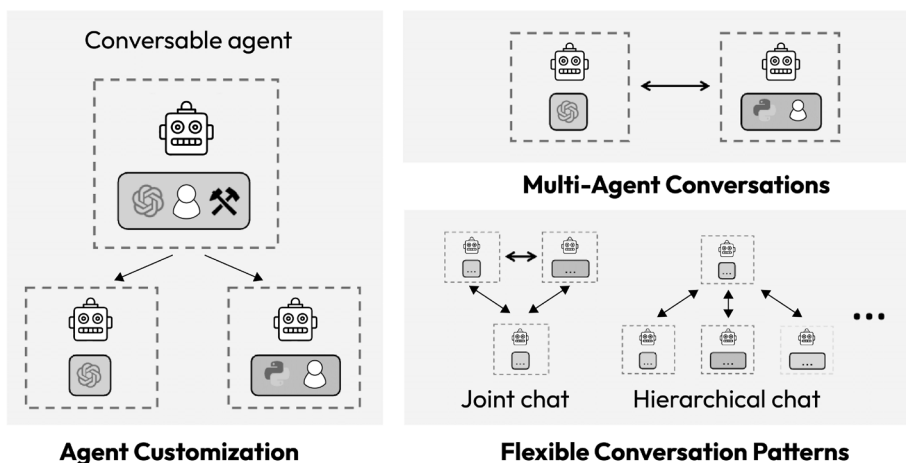 Conversable agent
Agent Customization
Multi-Agent Conversations
...
...
...
...
...
...
...
...
Joint chat
Hierarchical chat
Flexible Conversation Patterns